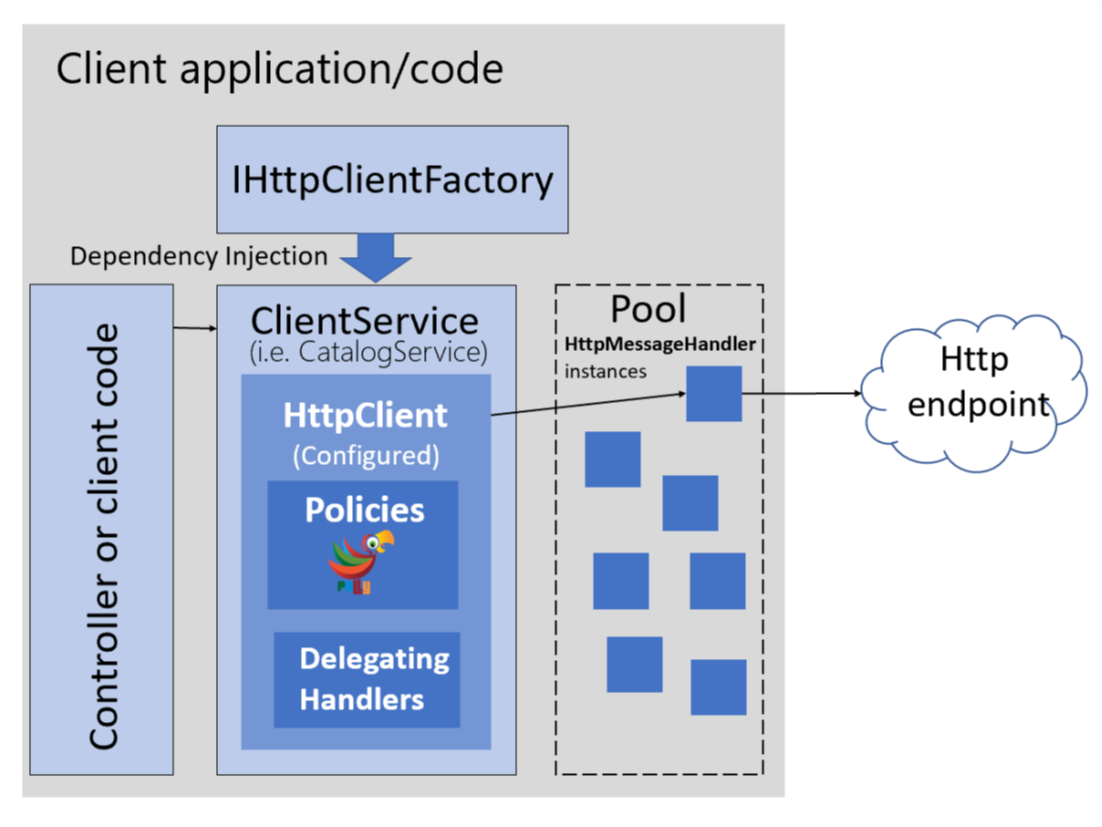 Client application/code
IHttpClientFactory
Dependency Injection
Controller or client code
ClientService
(i.e. CatalogService)
HttpClient
(Configured)
Policies
Delegating
Handlers
Pool
HttpMessageHandler
instances
Http
endpoint